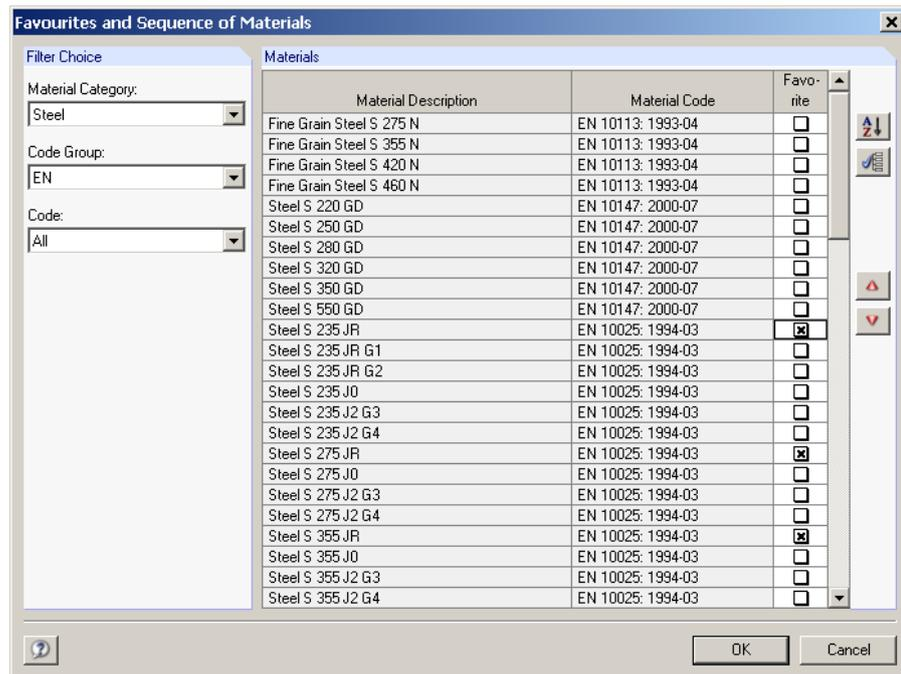 Favourites and Sequence of Materials
Filter Choice
Material Category:
Steel
Code Group:
EN
Code:
All
Materials
Material Description Material Code Favo-
rite
Fine Grain Steel S 275 N EN 10113: 1993-04
Fine Grain Steel S 355 N EN 10113: 1993-04
Fine Grain Steel S 420 N EN 10113: 1993-04
Fine Grain Steel S 460 N EN 10113: 1993-04
Steel S 220 GD EN 10147: 2000-07
Steel S 250 GD EN 10147: 2000-07
Steel S 280 GD EN 10147: 2000-07
Steel S 320 GD EN 10147: 2000-07
Steel S 350 GD EN 10147: 2000-07
Steel S 550 GD EN 10147: 2000-07
Steel S 235 JR EN 10025: 1994-03
Steel S 235 JR G1 EN 10025: 1994-03
Steel S 235 JR G2 EN 10025: 1994-03
Steel S 235 J0 EN 10025: 1994-03
Steel S 235 J2 G3 EN 10025: 1994-03
Steel S 235 J2 G4 EN 10025: 1994-03
Steel S 275 JR EN 10025: 1994-03
Steel S 275 J0 EN 10025: 1994-03
Steel S 275 J2 G3 EN 10025: 1994-03
Steel S 275 J2 G4 EN 10025: 1994-03
Steel S 355 JR EN 10025: 1994-03
Steel S 355 J0 EN 10025: 1994-03
Steel S 355 J2 G3 EN 10025: 1994-03
Steel S 355 J2 G4 EN 10025: 1994-03
A
Z
OK Cancel